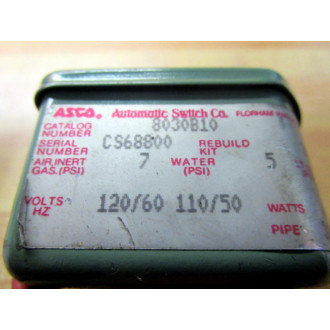 ASCO. Automatic Switch Co. FLORHAM
CATALOG NUMBER 8030B10
SERIAL NUMBER CS68800 REBUILD KIT
AIR,INERT GAS.(PSI) 7 WATER (PSI) 5
VOLTS HZ 120/60 110/50 WATTS
PIPE